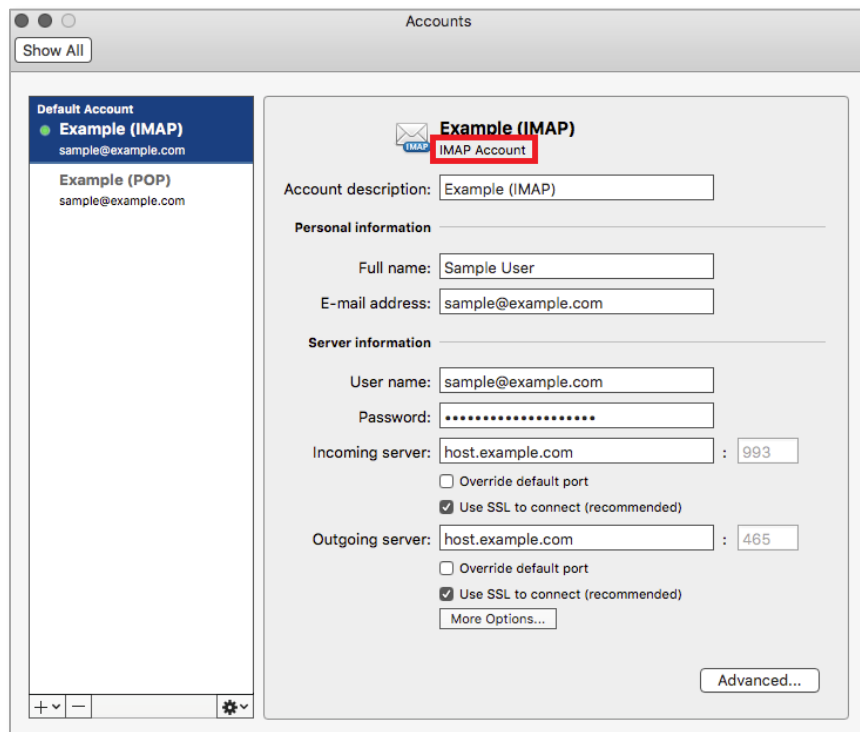 Accounts
Show All
Default Account
Example (IMAP)
sample@example.com
Example (POP)
sample@example.com
IMAP
Example (IMAP)
IMAP Account
Account description: Example (IMAP)
Personal information
Full name: Sample User
E-mail address: sample@example.com
Server information
User name: sample@example.com
Password: ••••••••••••••••••••
Incoming server: host.example.com : 993
Override default port
Use SSL to connect (recommended)
Outgoing server: host.example.com : 465
Override default port
Use SSL to connect (recommended)
More Options...
Advanced...